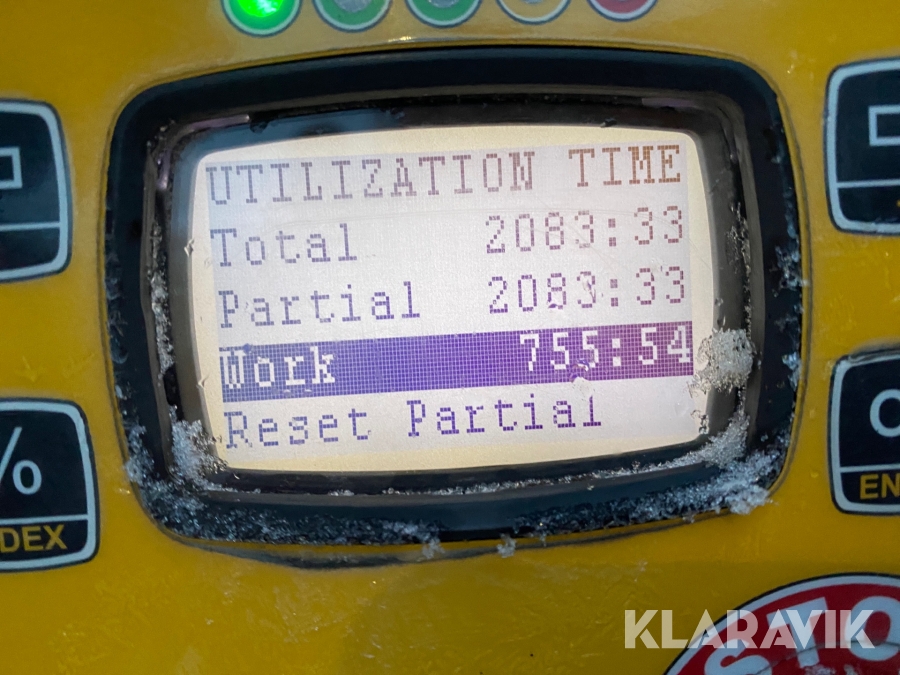 UTILIZATION TIME
Total 2083:33
Partial 2083:33
Work 755:54
Reset Partial
%
KLARAVIK